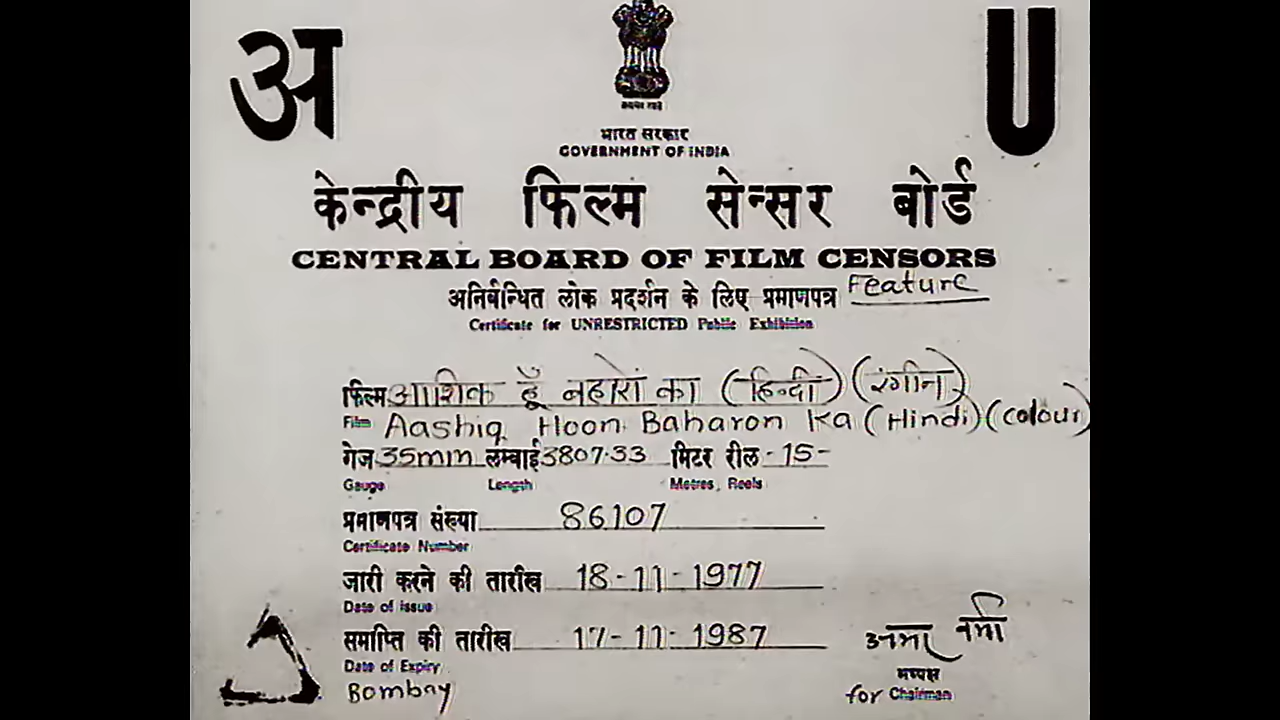 अ U
भारत सरकार
GOVERNMENT OF INDIA
केन्द्रीय फिल्म सेन्सर बोर्ड
CENTRAL BOARD OF FILM CENSORS
अनिर्बन्धित लोक प्रदर्शन के लिए प्रमाणपत्र Feature
Certificate for UNRESTRICTED Public Exhibition
फिल्म आशिक हूँ बहारों का (हिन्दी) (रंगीन)
Film Aashiq Hoon Baharon Ka (Hindi) (colour)
गेज 35mm लम्बाई 3807.33 मिटर रील - 15 -
Gauge Length Metres, Reels
प्रमाणपत्र संख्या 86107
Certificate Number
जारी करने की तारीख 18-11-1977
Date of issue
समाप्ति की तारीख 17-11-1987
Date of Expiry
Bombay
अध्यक्ष
for Chairman